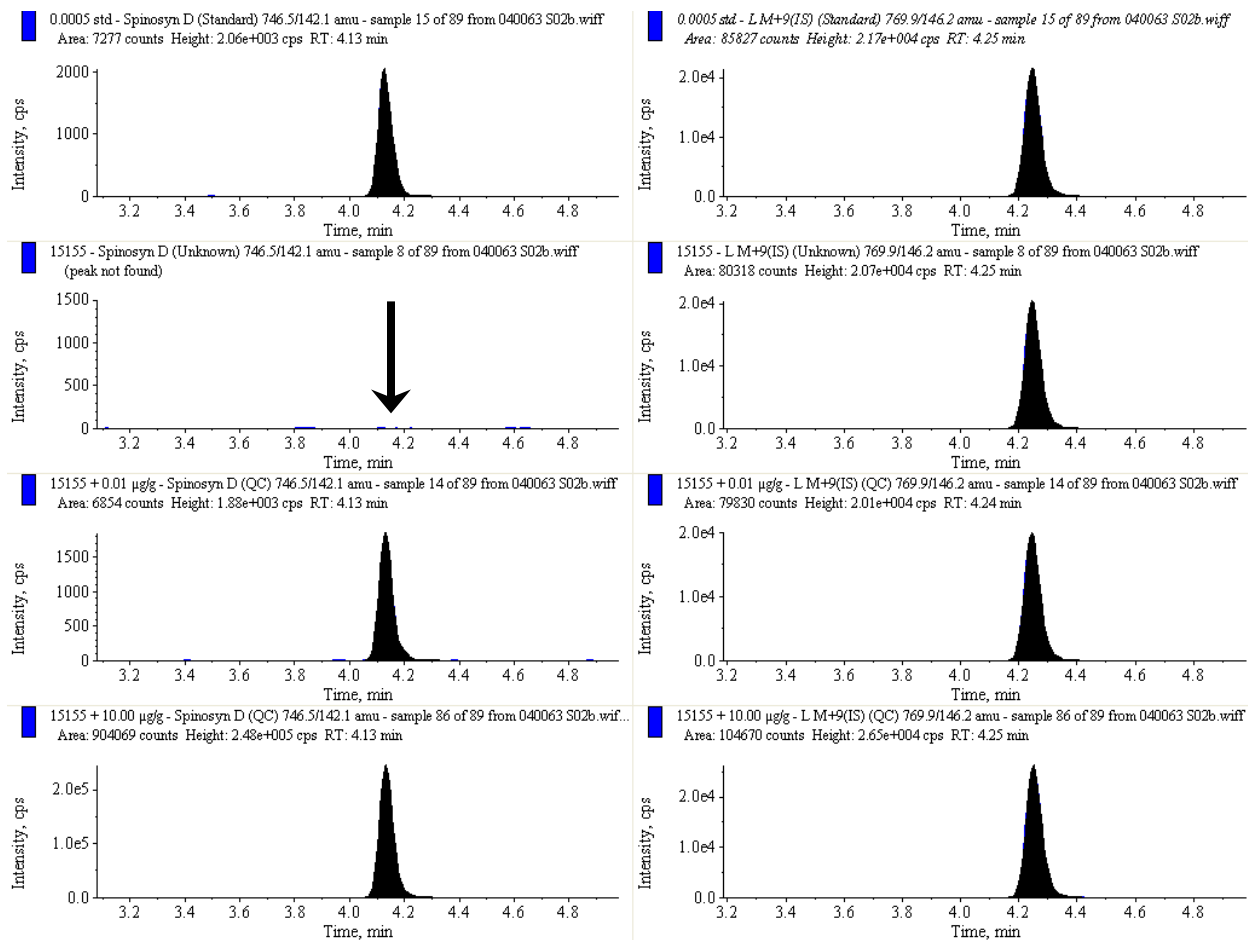 0.0005 std - Spinosyn D (Standard) 746.5/142.1 amu - sample 15 of 89 from 040063 S02b.wiff
Area: 7277 counts Height: 2.06e+003 cps RT: 4.13 min
2000
1000
0
Intensity, cps
3.2 3.4 3.6 3.8 4.0 4.2 4.4 4.6 4.8
Time, min
0.0005 std - L M+9(IS) (Standard) 769.9/146.2 amu - sample 15 of 89 from 040063 S02b.wiff
Area: 85827 counts Height: 2.17e+004 cps RT: 4.25 min
2.0e4
1.0e4
0.0
Intensity, cps
3.2 3.4 3.6 3.8 4.0 4.2 4.4 4.6 4.8
Time, min
15155 - Spinosyn D (Unknown) 746.5/142.1 amu - sample 8 of 89 from 040063 S02b.wiff
(peak not found)
1500
1000
500
0
Intensity, cps
3.2 3.4 3.6 3.8 4.0 4.2 4.4 4.6 4.8
Time, min
15155 - L M+9(IS) (Unknown) 769.9/146.2 amu - sample 8 of 89 from 040063 S02b.wiff
Area: 80318 counts Height: 2.07e+004 cps RT: 4.25 min
2.0e4
1.0e4
0.0
Intensity, cps
3.2 3.4 3.6 3.8 4.0 4.2 4.4 4.6 4.8
Time, min
15155 + 0.01 µg/g - Spinosyn D (QC) 746.5/142.1 amu - sample 14 of 89 from 040063 S02b.wiff
Area: 6854 counts Height: 1.88e+003 cps RT: 4.13 min
1500
1000
500
0
Intensity, cps
3.2 3.4 3.6 3.8 4.0 4.2 4.4 4.6 4.8
Time, min
15155 + 0.01 µg/g - L M+9(IS) (QC) 769.9/146.2 amu - sample 14 of 89 from 040063 S02b.wiff
Area: 79830 counts Height: 2.01e+004 cps RT: 4.24 min
2.0e4
1.0e4
0.0
Intensity, cps
3.2 3.4 3.6 3.8 4.0 4.2 4.4 4.6 4.8
Time, min
15155 + 10.00 µg/g - Spinosyn D (QC) 746.5/142.1 amu - sample 86 of 89 from 040063 S02b.wif...
Area: 904069 counts Height: 2.48e+005 cps RT: 4.13 min
2.0e5
1.0e5
0.0
Intensity, cps
3.2 3.4 3.6 3.8 4.0 4.2 4.4 4.6 4.8
Time, min
15155 + 10.00 µg/g - L M+9(IS) (QC) 769.9/146.2 amu - sample 86 of 89 from 040063 S02b.wiff
Area: 104670 counts Height: 2.65e+004 cps RT: 4.25 min
2.0e4
1.0e4
0.0
Intensity, cps
3.2 3.4 3.6 3.8 4.0 4.2 4.4 4.6 4.8
Time, min